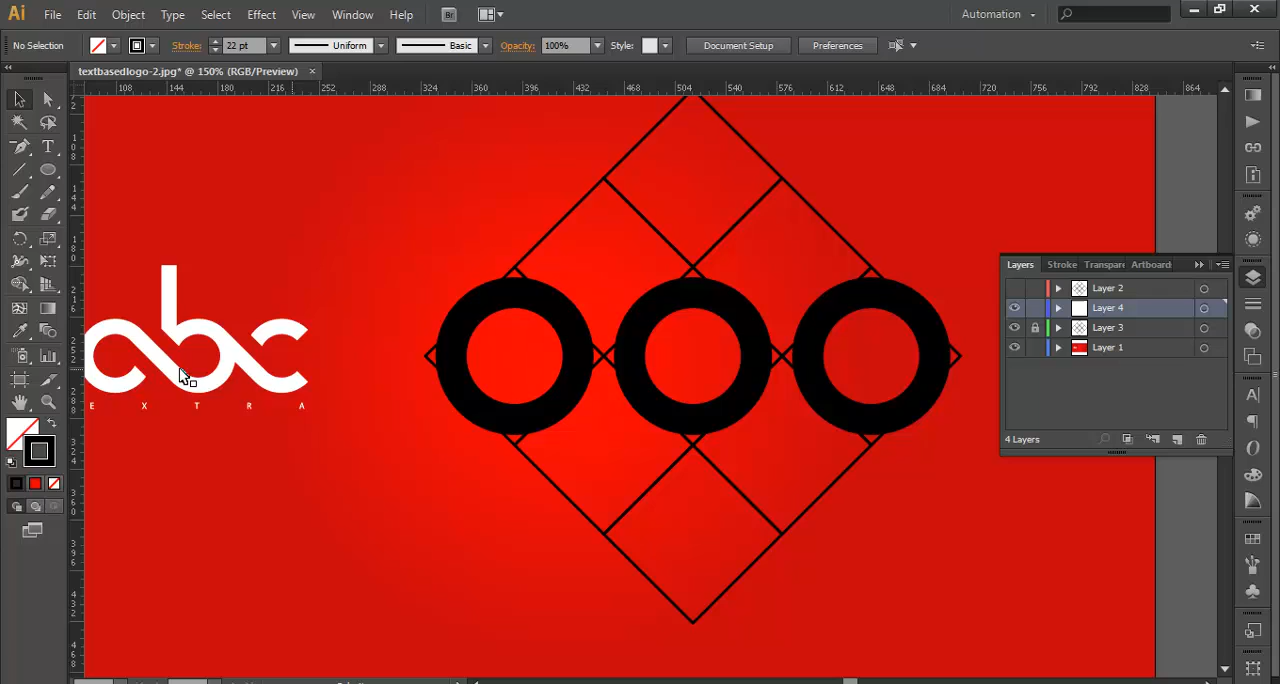 Ai File Edit Object Type Select Effect View Window Help Br Automation
No Selection Stroke: 22 pt Uniform Basic Opacity: 100% Style: Document Setup Preferences
textbasedlogo-2.jpg* @ 150% (RGB/Preview)
108 144 180 216 252 288 324 360 396 432 468 504 540 576 612 648 684 720 756 792 828 864
abc
E X T R A
Layers Stroke Transpare Artboard
Layer 2
Layer 4
Layer 3
Layer 1
4 Layers